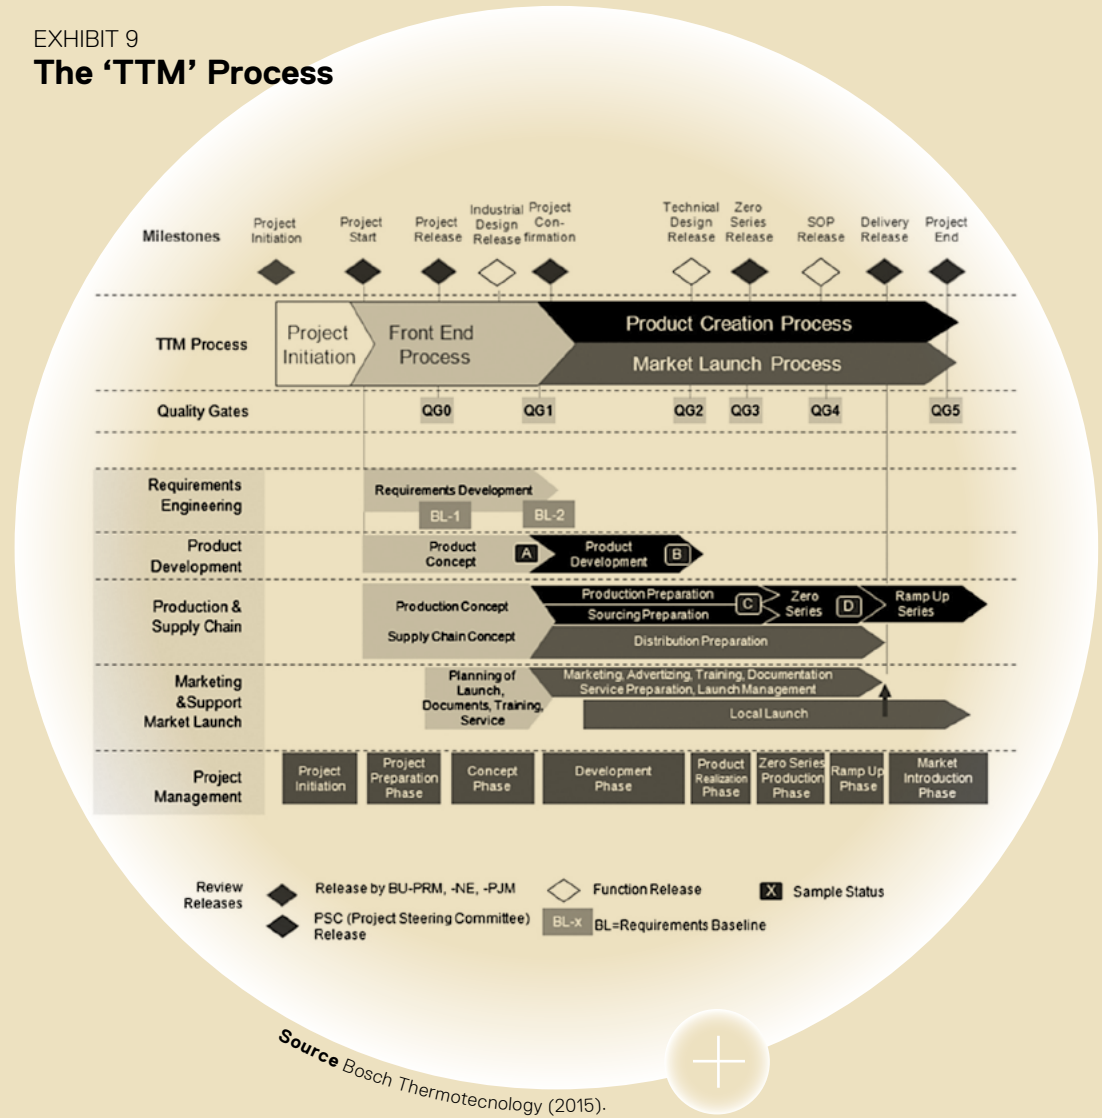 EXHIBIT 9
The ‘TTM’ Process
Milestones
Project
Initiation
Project
Start
Project
Release
Industrial
Design
Release
Project
Con-
firmation
Technical
Design
Release
Zero
Series
Release
SOP
Release
Delivery
Release
Project
End
TTM Process
Project
Initiation
Front End
Process
Product Creation Process
Market Launch Process
Quality Gates
QG0
QG1
QG2
QG3
QG4
QG5
Requirements
Engineering
Requirements Development
BL-1
BL-2
Product
Development
Product
Concept
A
Product
Development
B
Production &
Supply Chain
Production Concept
Supply Chain Concept
Production Preparation
Sourcing Preparation
C
Zero
Series
D
Ramp Up
Series
Distribution Preparation
Marketing
&Support
Market Launch
Planning of
Launch,
Documents, Training,
Service
Marketing, Advertizing, Training, Documentation
Service Preparation, Launch Management
Local Launch
Project
Management
Project
Initiation
Project
Preparation
Phase
Concept
Phase
Development
Phase
Product
Realization
Phase
Zero Series
Production
Phase
Ramp Up
Phase
Market
Introduction
Phase
Review
Releases
Release by BU-PRM, -NE, -PJM
Function Release
X
Sample Status
PSC (Project Steering Committee)
Release
BL-x
BL=Requirements Baseline
Source Bosch Thermotecnology (2015).